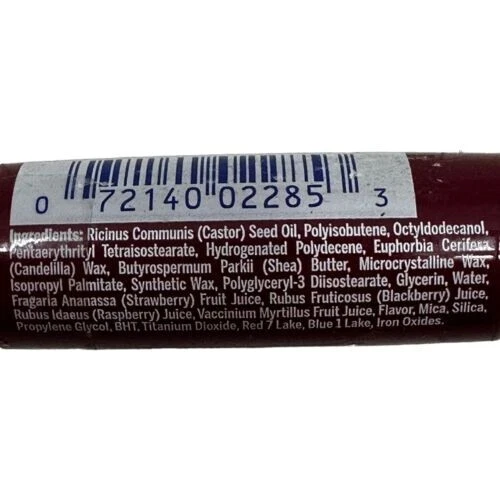 0 72140 02285 3
Ingredients: Ricinus Communis (Castor) Seed Oil, Polyisobutene, Octyldodecanol,
Pentaerythrityl Tetraisostearate, Hydrogenated Polydecene, Euphorbia Cerifera
(Candelilla) Wax, Butyrospermum Parkii (Shea) Butter, Microcrystalline Wax,
Isopropyl Palmitate, Synthetic Wax, Polyglyceryl-3 Diisostearate, Glycerin, Water,
Fragaria Ananassa (Strawberry) Fruit Juice, Rubus Fruticosus (Blackberry) Juice,
Rubus Idaeus (Raspberry) Juice, Vaccinium Myrtillus Fruit Juice, Flavor, Mica, Silica,
Propylene Glycol, BHT, Titanium Dioxide, Red 7 Lake, Blue 1 Lake, Iron Oxides.